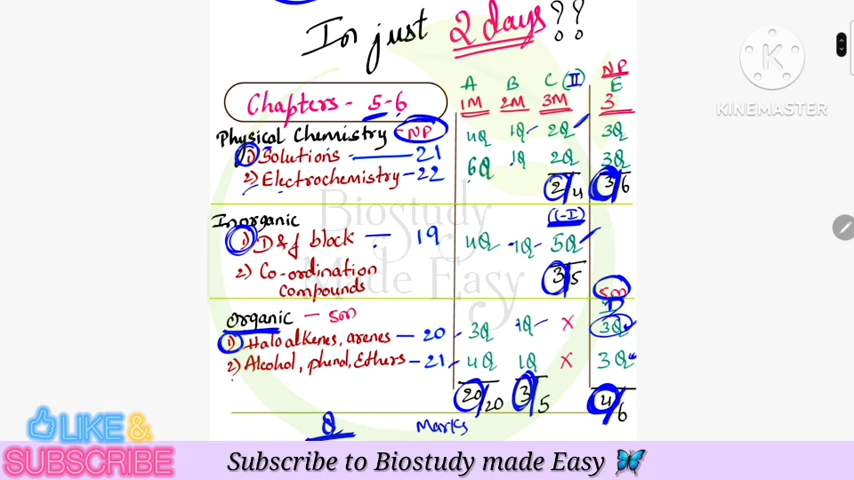 In just 2 days??
Chapters - 5-6
A B C (II) NP E
1M 2M 3M 3
Physical Chemistry - NP
1) Solutions — 21 4Q 1Q 2Q 3Q
2) Electrochemistry - 22 6Q 1Q 2Q 3Q
2/4 3/6
Inorganic (C-I)
1) D & f block - 19 4Q 1Q 5Q
2) Co-ordination
Compounds 3/5
Organic - 5m 5m D
1) Halo alkenes, arenes - 20 - 3Q 1Q X 3Q
2) Alcohol, phenol, Ethers - 21 4Q 1Q X 3Q
20/20 3/5 4/6
Q Marks
Biostudy
Made Easy
KINEMASTER
LIKE &
SUBSCRIBE
Subscribe to Biostudy made Easy 🦋